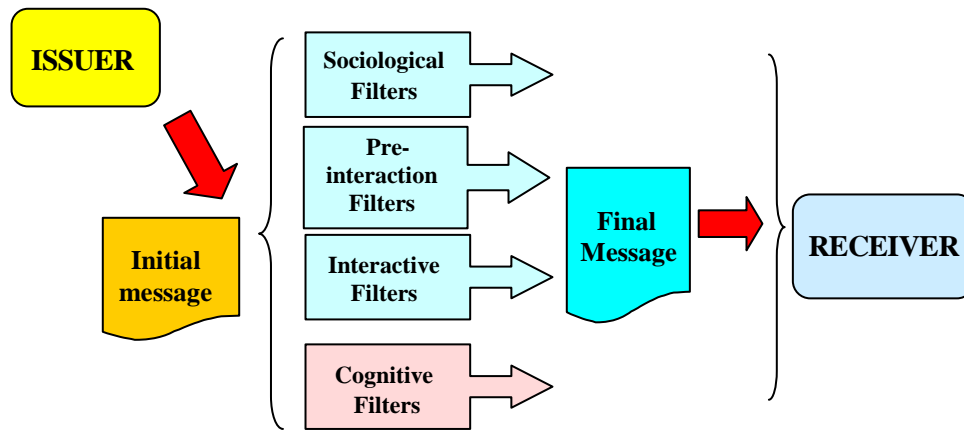 ISSUER
Initial
message
Sociological
Filters
Pre-
interaction
Filters
Interactive
Filters
Cognitive
Filters
Final
Message
RECEIVER